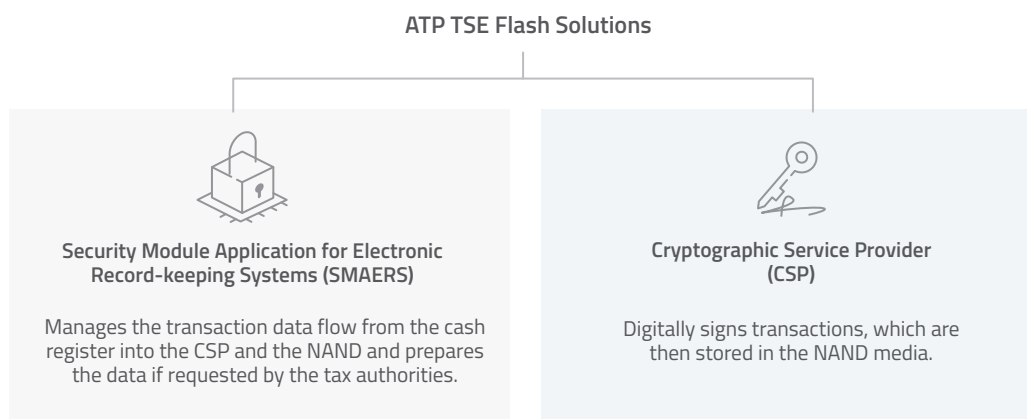 ATP TSE Flash Solutions
Security Module Application for Electronic
Record-keeping Systems (SMAERS)
Manages the transaction data flow from the cash
register into the CSP and the NAND and prepares
the data if requested by the tax authorities.
Cryptographic Service Provider
(CSP)
Digitally signs transactions, which are
then stored in the NAND media.